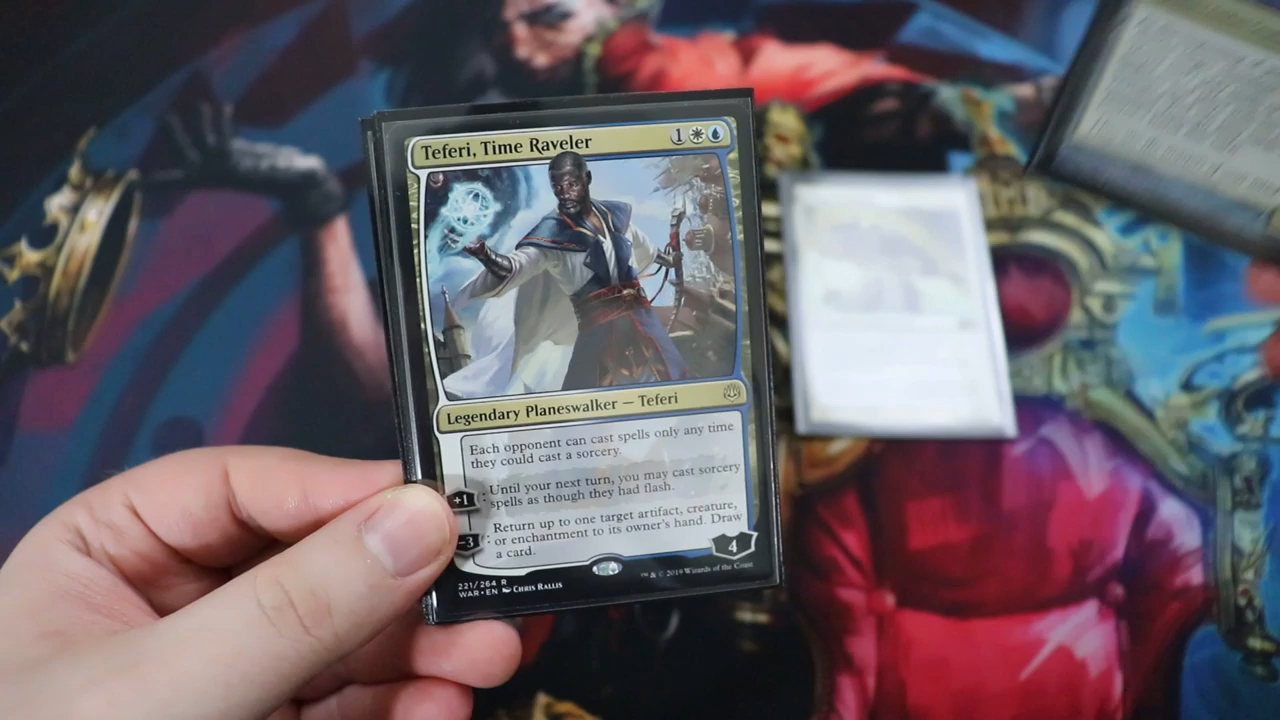 Teferi, Time Raveler 1
Legendary Planeswalker — Teferi
Each opponent can cast spells only any time
they could cast a sorcery.
+1: Until your next turn, you may cast sorcery
spells as though they had flash.
−3: Return up to one target artifact, creature,
or enchantment to its owner's hand. Draw
a card.
4
221/264 R
WAR • EN Chris Rallis
™ & © 2019 Wizards of the Coast